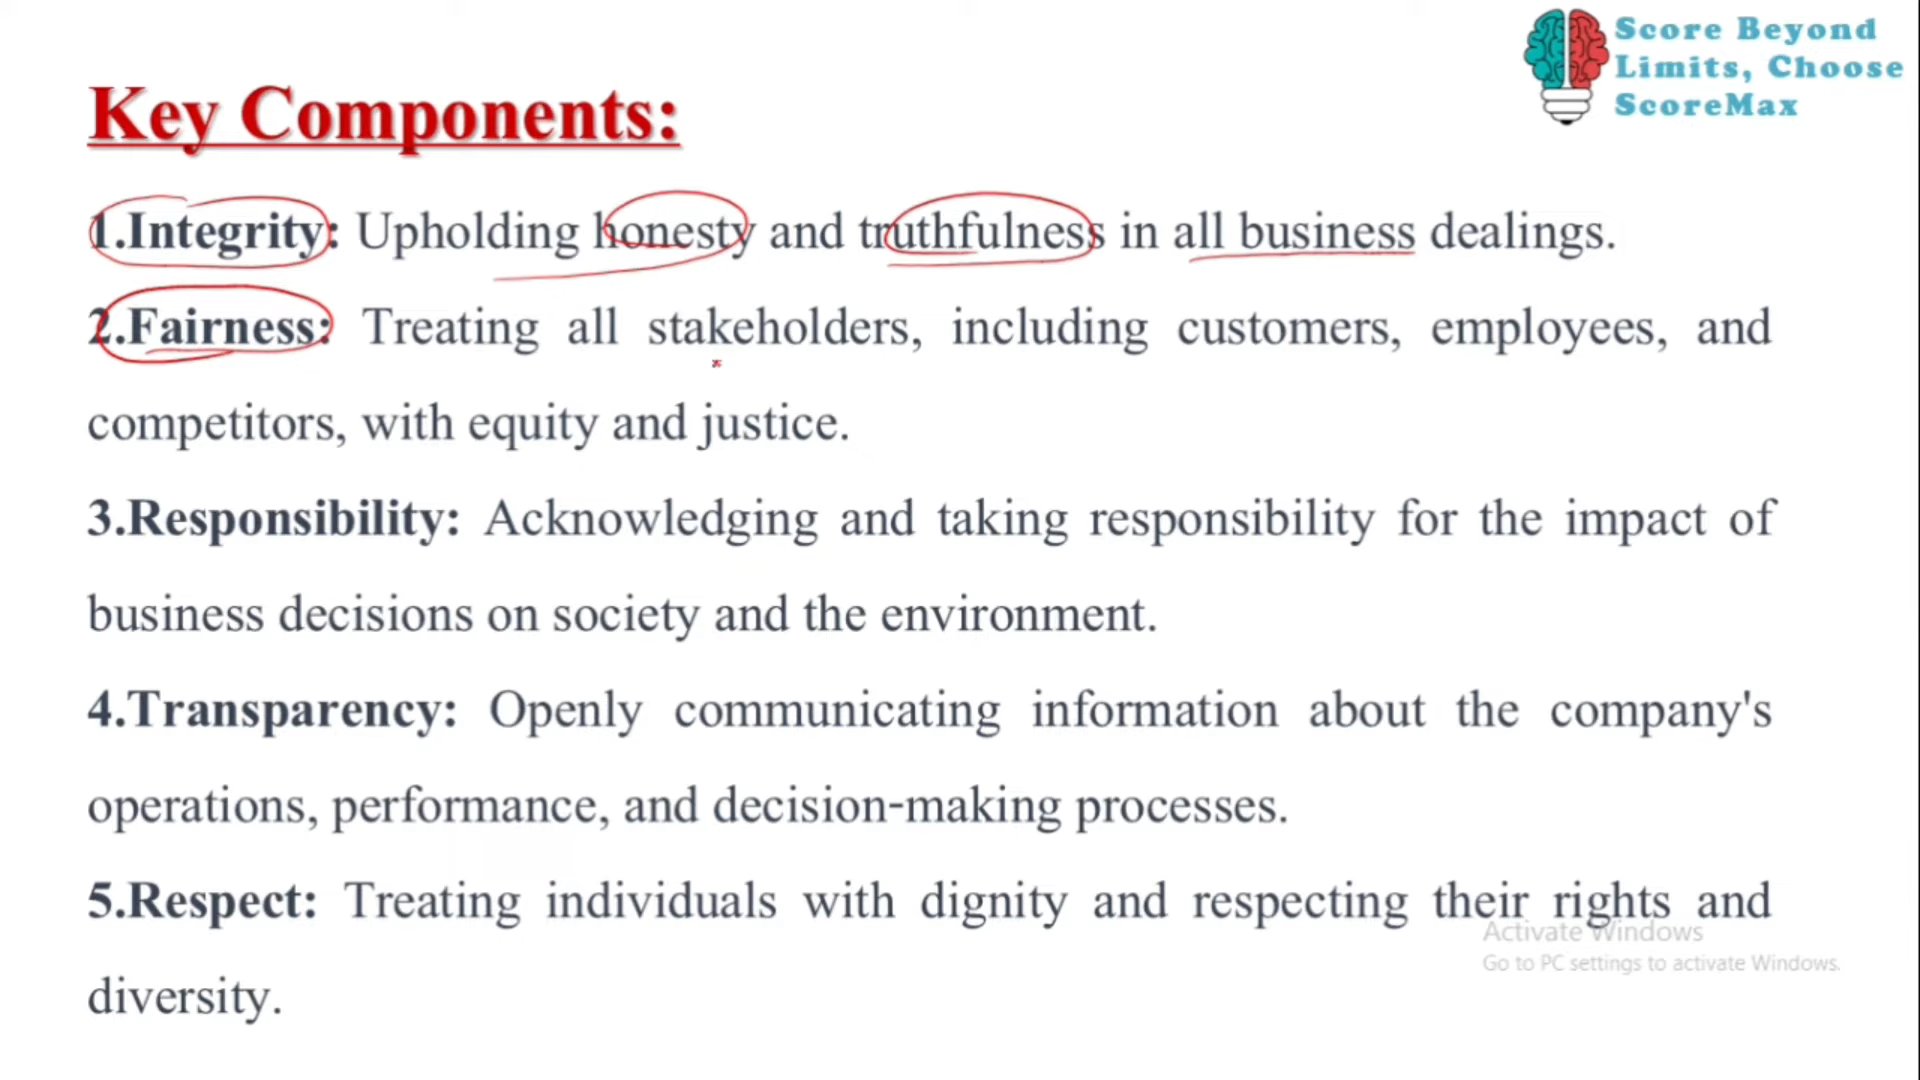 Score Beyond
Limits, Choose
ScoreMax
Key Components:
1.Integrity: Upholding honesty and truthfulness in all business dealings.
2.Fairness: Treating all stakeholders, including customers, employees, and
competitors, with equity and justice.
3.Responsibility: Acknowledging and taking responsibility for the impact of
business decisions on society and the environment.
4.Transparency: Openly communicating information about the company's
operations, performance, and decision-making processes.
5.Respect: Treating individuals with dignity and respecting their rights and
diversity.
Activate Windows
Go to PC settings to activate Windows.